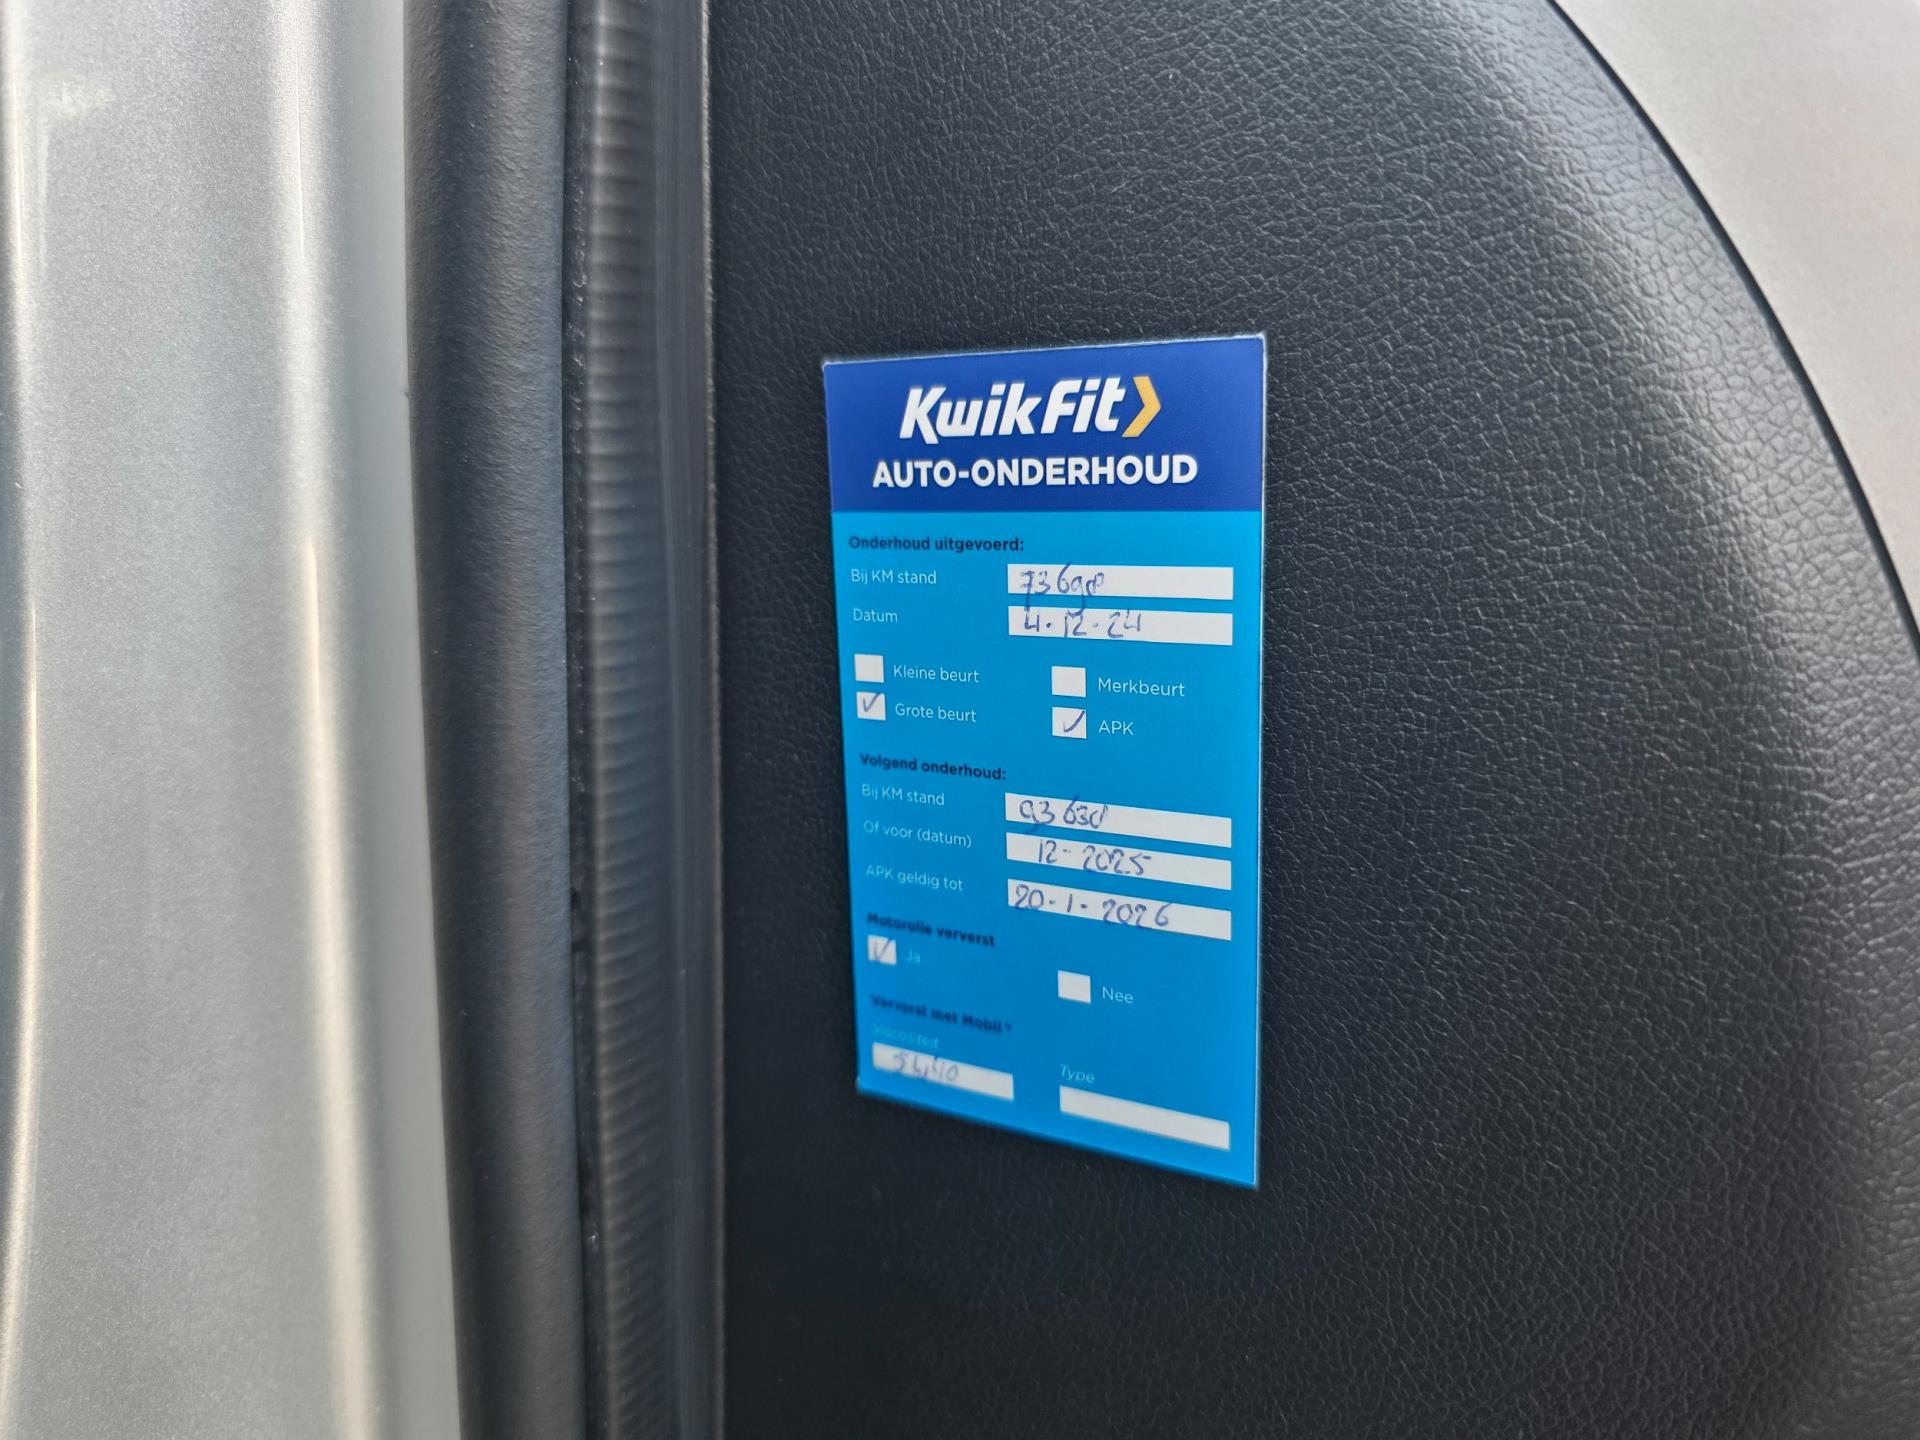 KwikFit
AUTO-ONDERHOUD
Onderhoud uitgevoerd:
Bij KM stand 73698
Datum 4-12-24
Kleine beurt Merkbeurt
Grote beurt APK
Volgend onderhoud:
Bij KM stand
Of voor (datum) 12-2025
APK geldig tot 20-1-2026
Motorolie ververst
Ja Nee
Ververst met Mobil*
Viscositeit Type